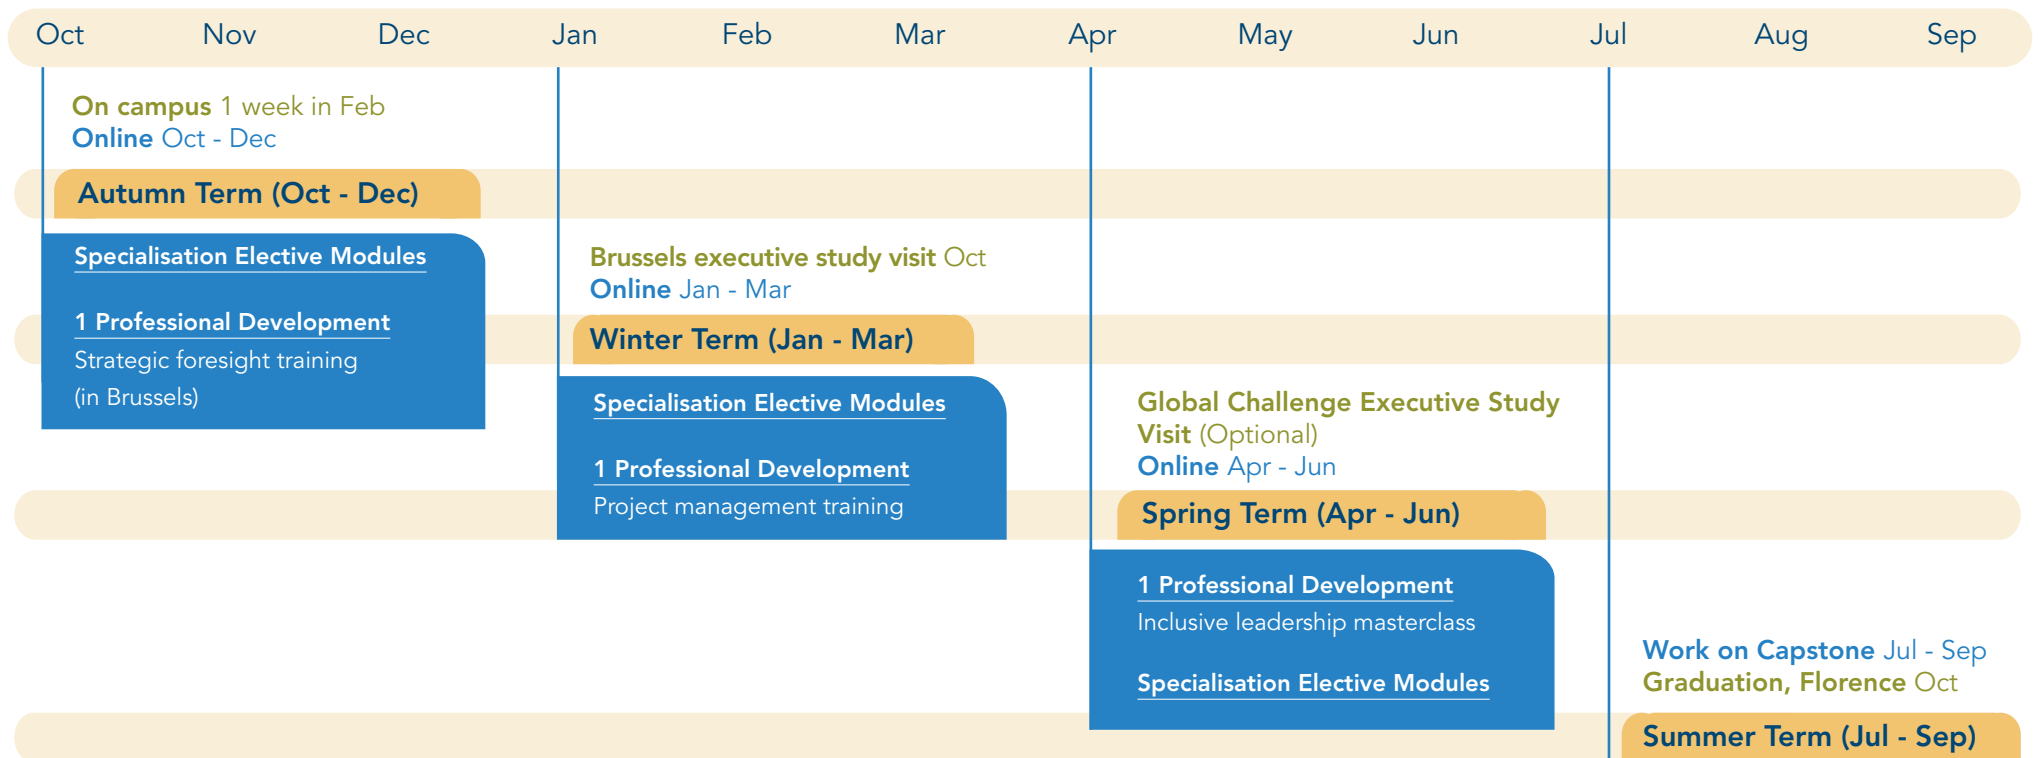 Oct Nov Dec Jan Feb Mar Apr May Jun Jul Aug Sep
On campus 1 week in Feb
Online Oct - Dec
Autumn Term (Oct - Dec)
Specialisation Elective Modules
1 Professional Development
Strategic foresight training
(in Brussels)
Brussels executive study visit Oct
Online Jan - Mar
Winter Term (Jan - Mar)
Specialisation Elective Modules
1 Professional Development
Project management training
Global Challenge Executive Study
Visit (Optional)
Online Apr - Jun
Spring Term (Apr - Jun)
1 Professional Development
Inclusive leadership masterclass
Specialisation Elective Modules
Work on Capstone Jul - Sep
Graduation, Florence Oct
Summer Term (Jul - Sep)